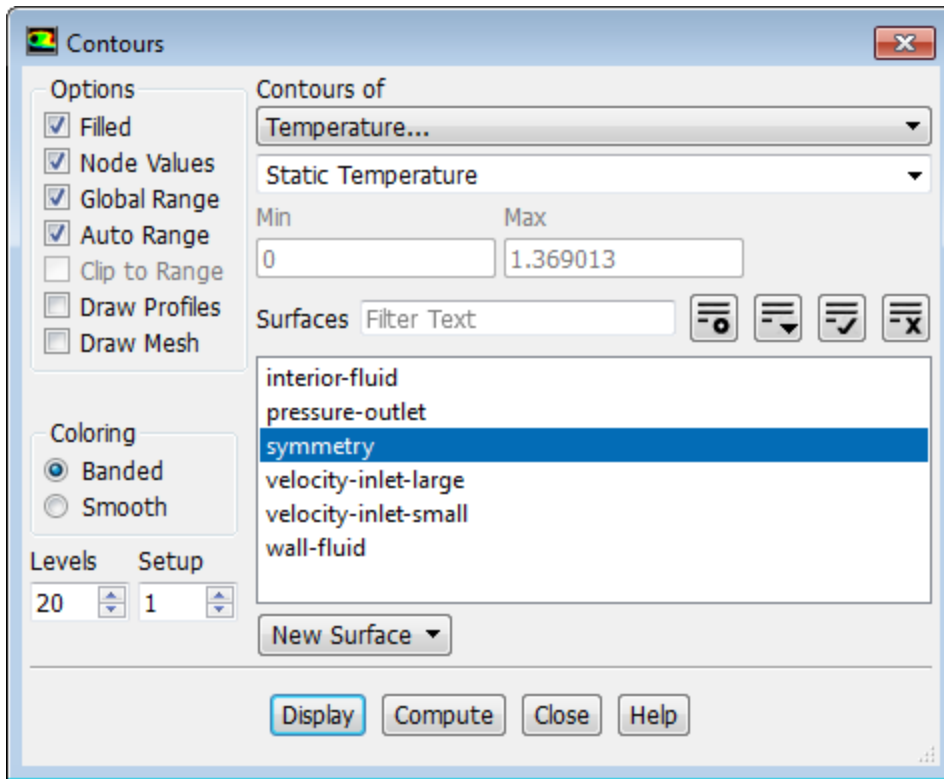 Contours
Options
Filled
Node Values
Global Range
Auto Range
Clip to Range
Draw Profiles
Draw Mesh
Coloring
Banded
Smooth
Levels Setup
20 1
Contours of
Temperature...
Static Temperature
Min Max
0 1.369013
Surfaces Filter Text
interior-fluid
pressure-outlet
symmetry
velocity-inlet-large
velocity-inlet-small
wall-fluid
New Surface
Display Compute Close Help